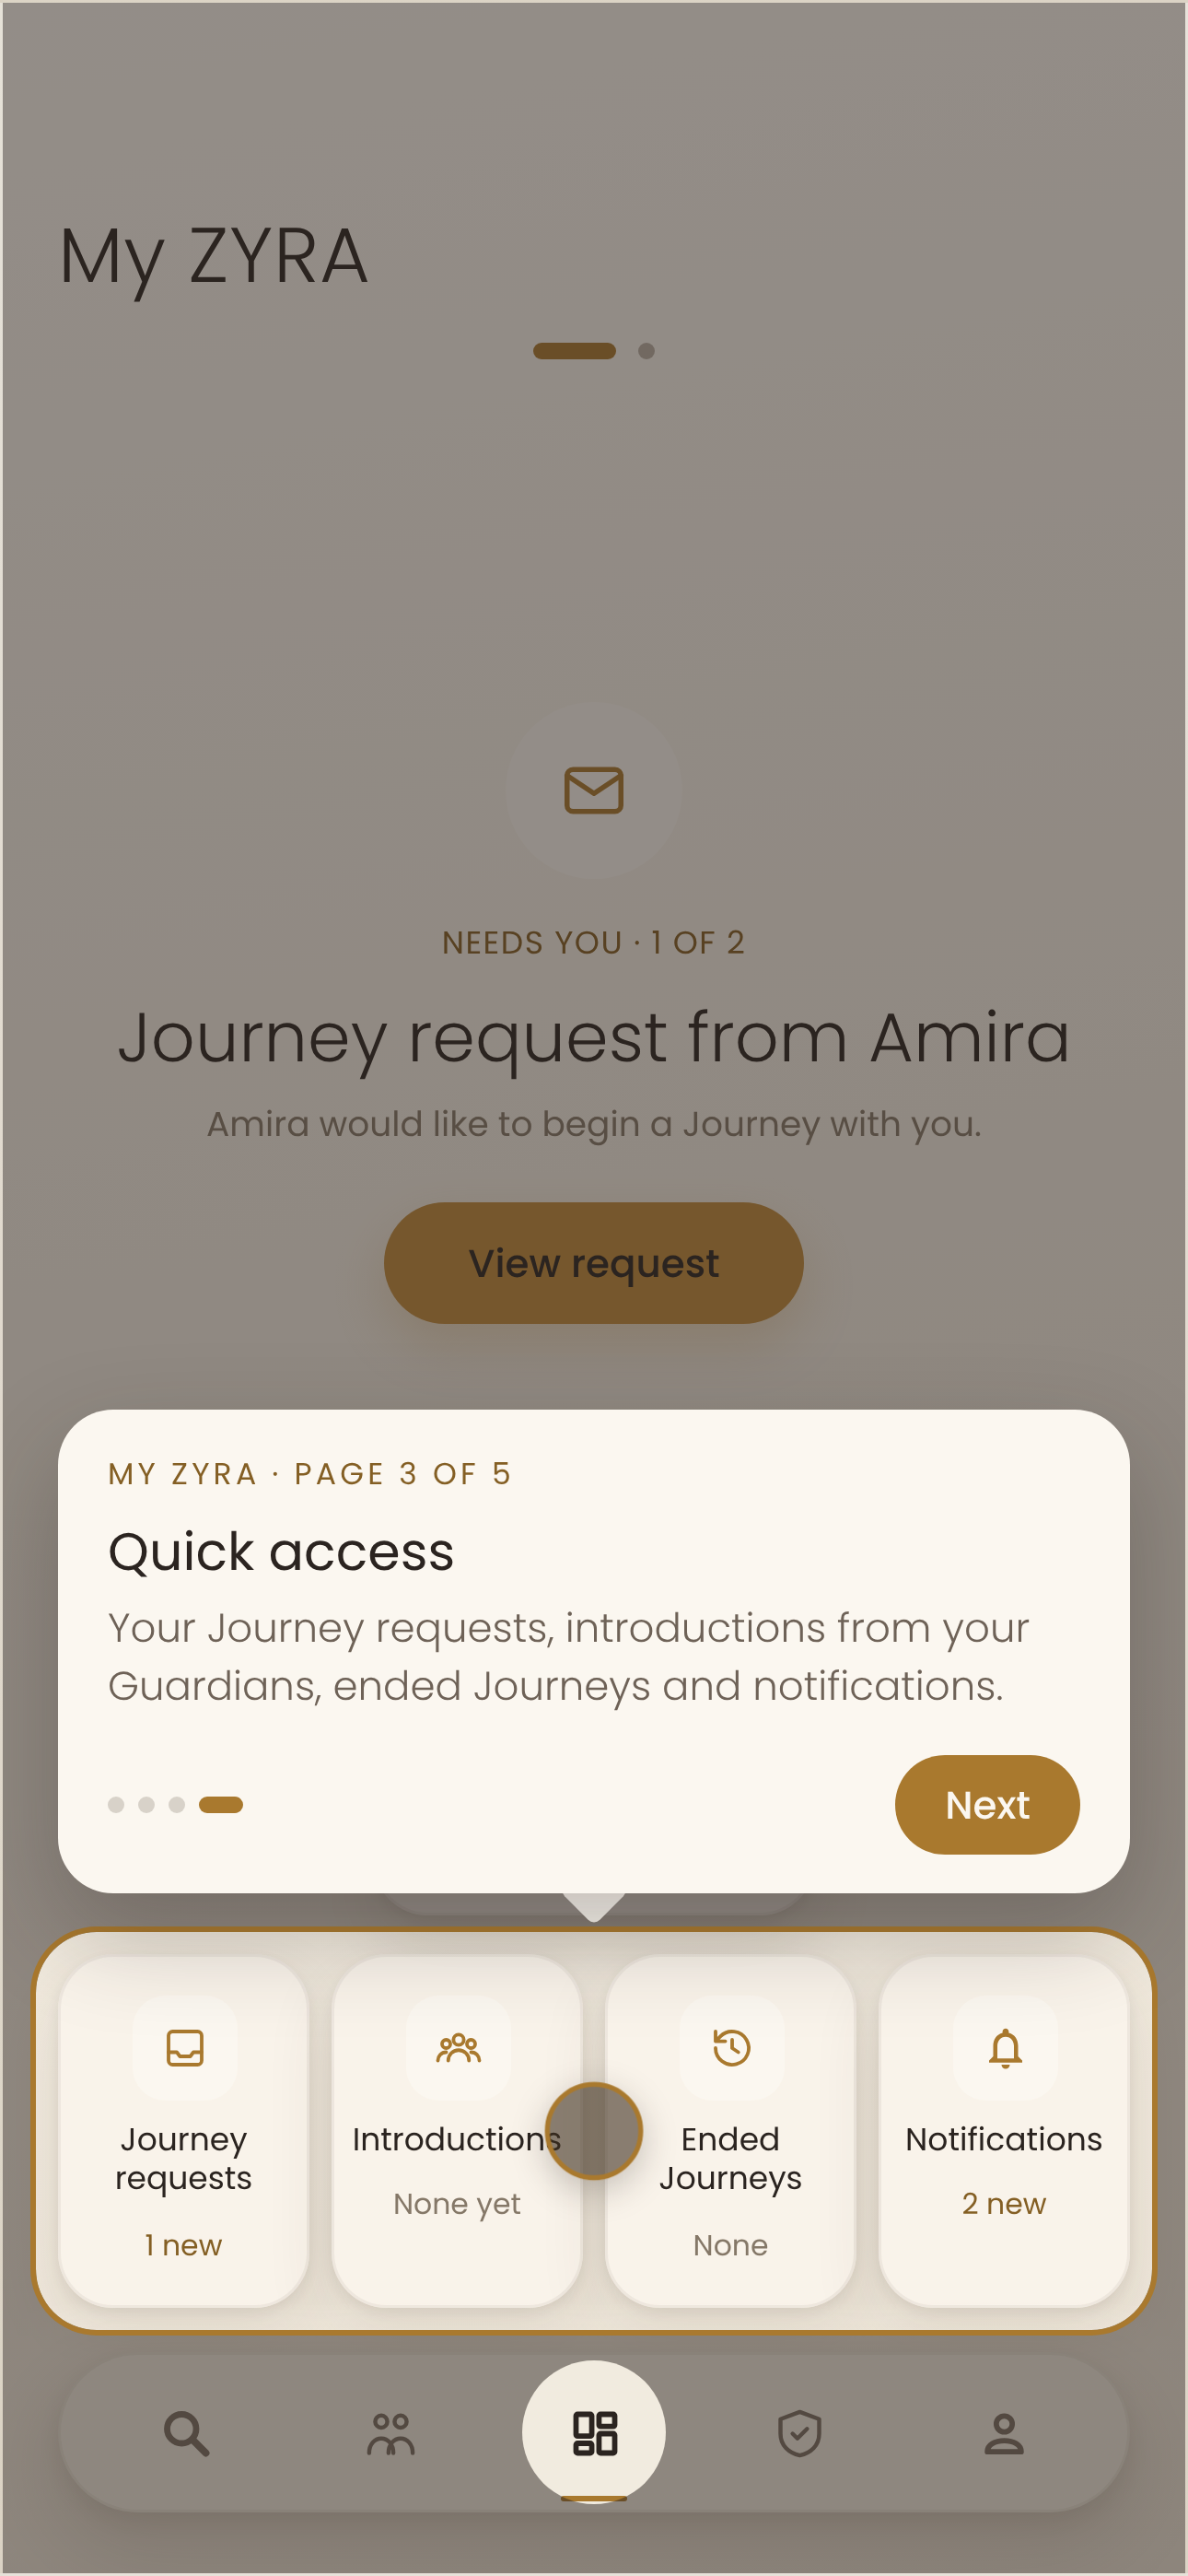 My ZYRA
NEEDS YOU · 1 OF 2
Journey request from Amira
Amira would like to begin a Journey with you.
View request
MY ZYRA · PAGE 3 OF 5
Quick access
Your Journey requests, introductions from your
Guardians, ended Journeys and notifications.
Next
Journey
requests
1 new
Introductions
None yet
Ended
Journeys
None
Notifications
2 new